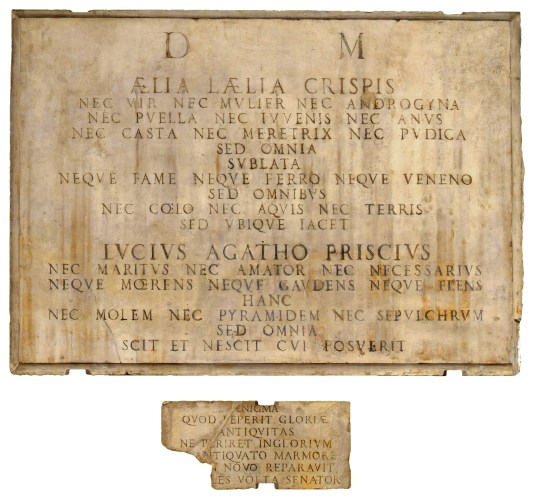 D M
ÆLIA LÆLIA CRISPIS
NEC VIR NEC MVLIER NEC ANDROGYNA
NEC PVELLA NEC IVVENIS NEC ANVS
NEC CASTA NEC MERETRIX NEC PVDICA
SED OMNIA
SVBLATA
NEQVE FAME NEQVE FERRO NEQVE VENENO
SED OMNIBVS
NEC CŒLO NEC AQVIS NEC TERRIS
SED VBIQVE IACET
LVCIVS AGATHO PRISCIVS
NEC MARITVS NEC AMATOR NEC NECESSARIVS
NEQVE MŒRENS NEQVE GAVDENS NEQVE FLENS
HANC
NEC MOLEM NEC PYRAMIDEM NEC SEPVLCHRVM
SED OMNIA
SCIT ET NESCIT CVI POSVERIT
ÆNIGMA
QVOD PEPERIT GLORIÆ
ANTIQVITAS
NE PERIRET INGLORIVM
ANTIQVATO MARMORE
NOVO REPARAVIT
VOLTA SENATOR